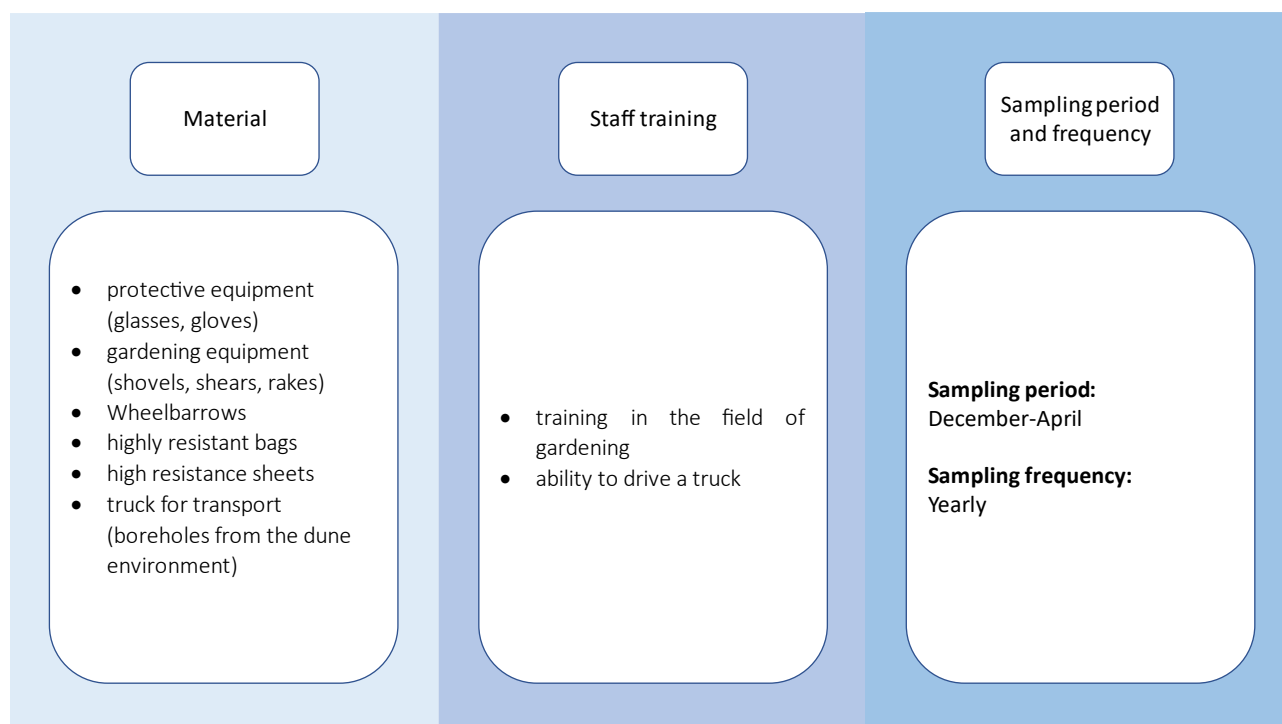 Material
Staff training
Sampling period
and frequency
• protective equipment
(glasses, gloves)
• gardening equipment
(shovels, shears, rakes)
• Wheelbarrows
• highly resistant bags
• high resistance sheets
• truck for transport
(boreholes from the dune
environment)
• training in the field of
gardening
• ability to drive a truck
Sampling period:
December-April
Sampling frequency:
Yearly